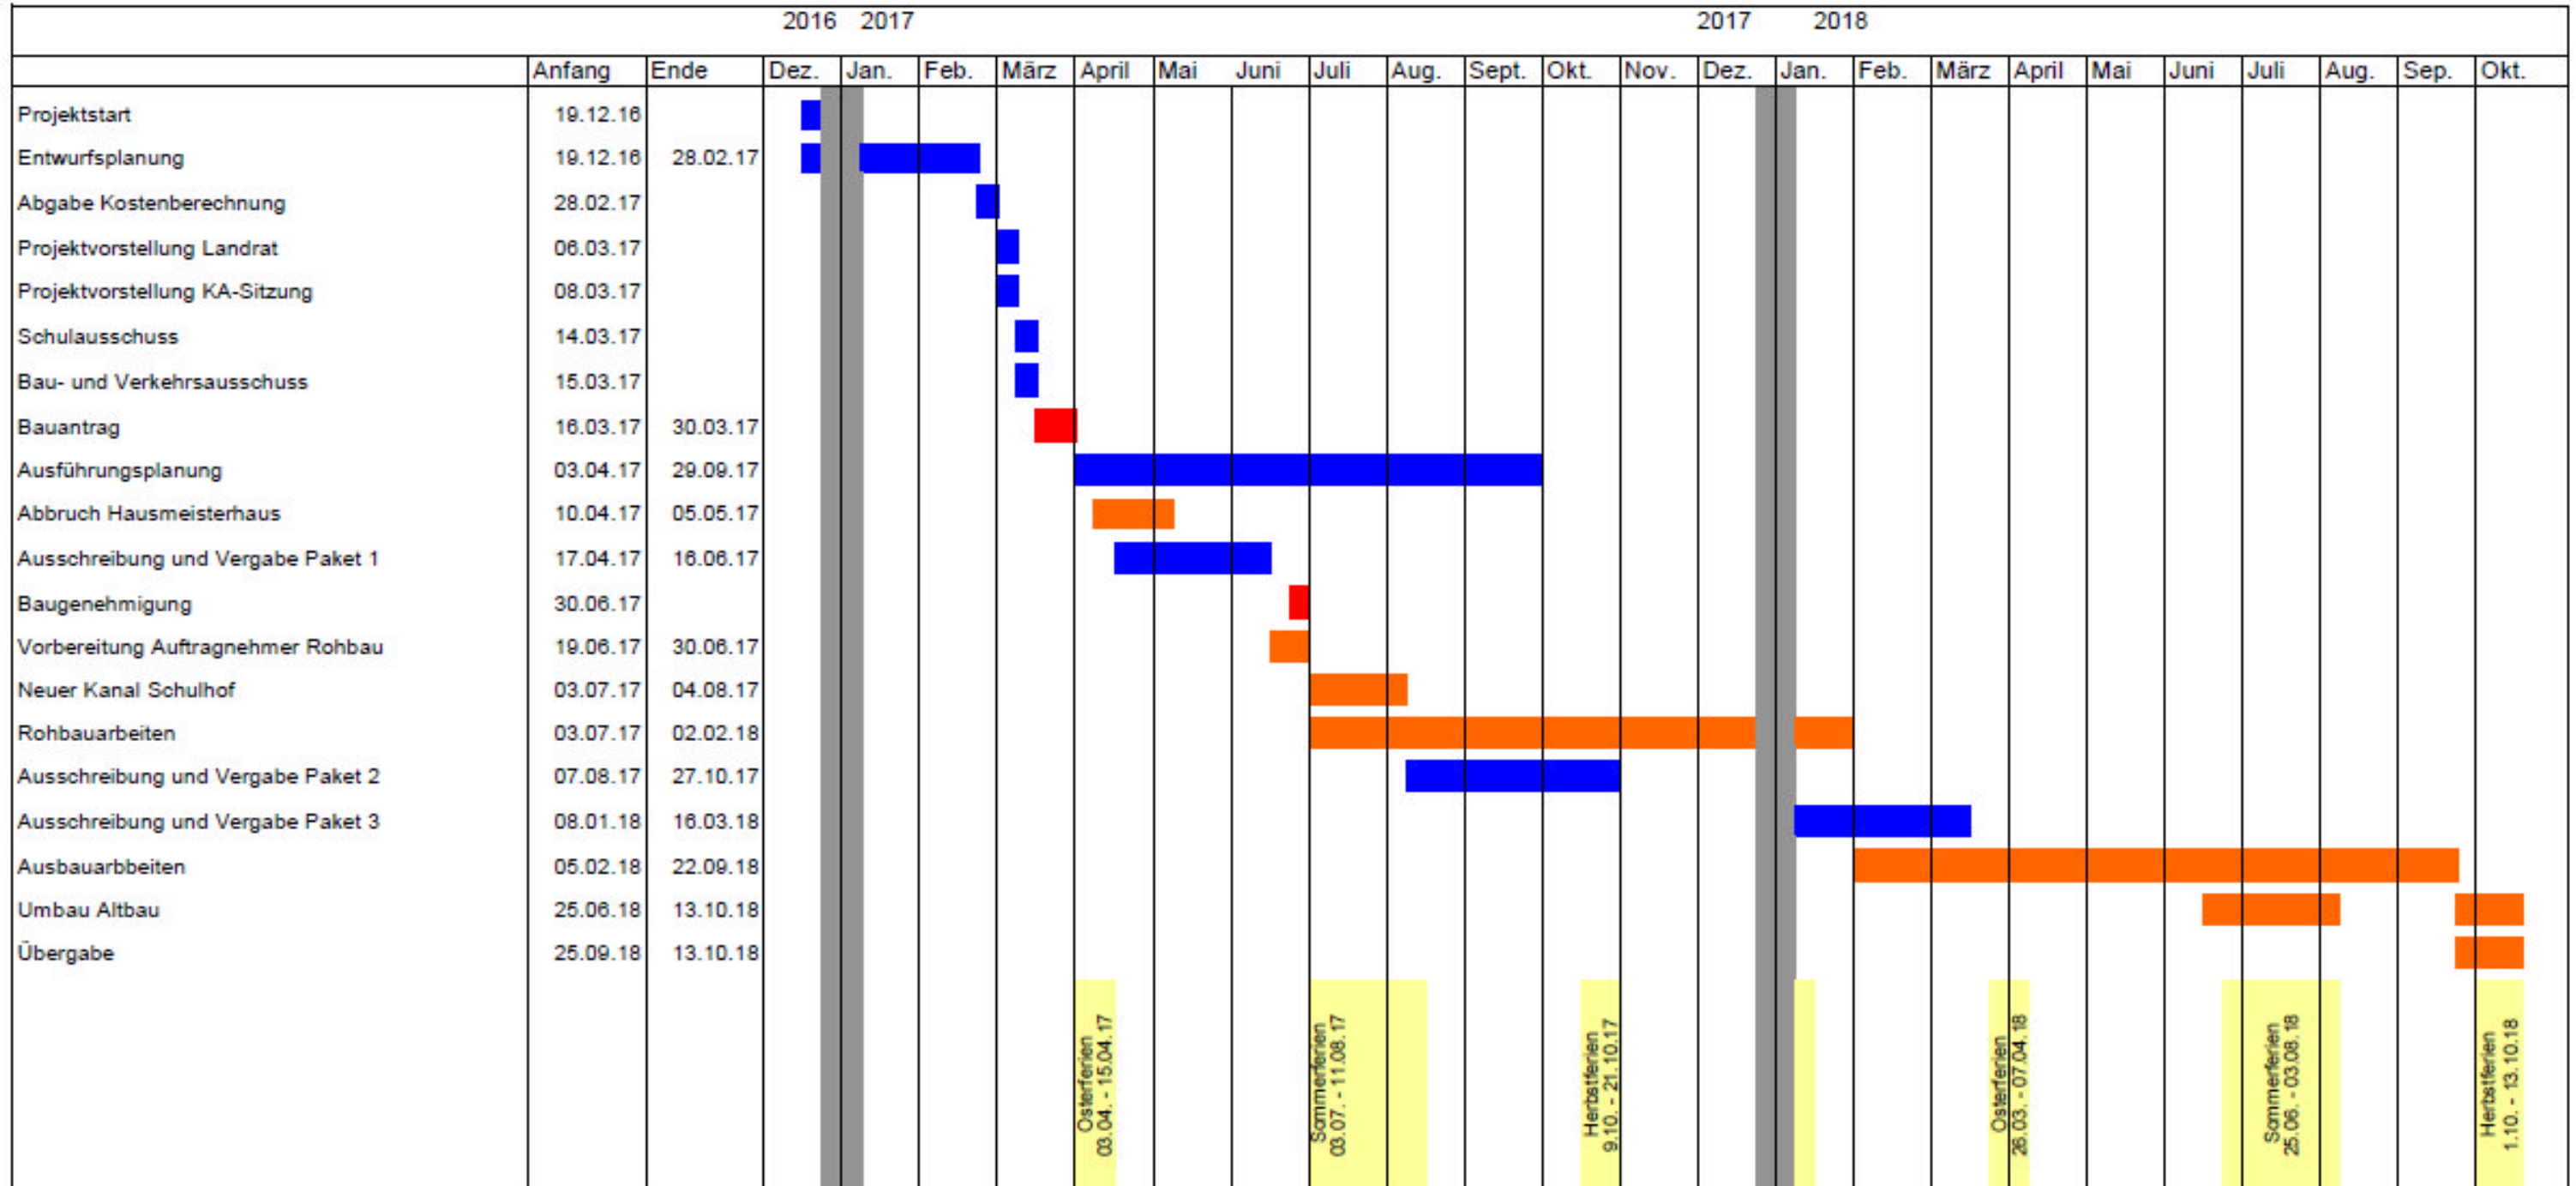 2016 2017 2017 2018
Anfang Ende Dez. Jan. Feb. März April Mai Juni Juli Aug. Sept. Okt. Nov. Dez. Jan. Feb. März April Mai Juni Juli Aug. Sep. Okt.
Projektstart 19.12.16
Entwurfsplanung 19.12.16 28.02.17
Abgabe Kostenberechnung 28.02.17
Projektvorstellung Landrat 06.03.17
Projektvorstellung KA-Sitzung 08.03.17
Schulausschuss 14.03.17
Bau- und Verkehrsausschuss 15.03.17
Bauantrag 16.03.17 30.03.17
Ausführungsplanung 03.04.17 29.09.17
Abbruch Hausmeisterhaus 10.04.17 05.05.17
Ausschreibung und Vergabe Paket 1 17.04.17 16.06.17
Baugenehmigung 30.06.17
Vorbereitung Auftragnehmer Rohbau 19.06.17 30.06.17
Neuer Kanal Schulhof 03.07.17 04.08.17
Rohbauarbeiten 03.07.17 02.02.18
Ausschreibung und Vergabe Paket 2 07.08.17 27.10.17
Ausschreibung und Vergabe Paket 3 08.01.18 16.03.18
Ausbauarbbeiten 05.02.18 22.09.18
Umbau Altbau 25.06.18 13.10.18
Übergabe 25.09.18 13.10.18
Osterferien
03.04. - 15.04.17
Sommerferien
03.07. - 11.08.17
Herbstferien
9.10. - 21.10.17
Osterferien
26.03. - 07.04.18
Sommerferien
25.06. - 03.08.18
Herbstferien
1.10. - 13.10.18